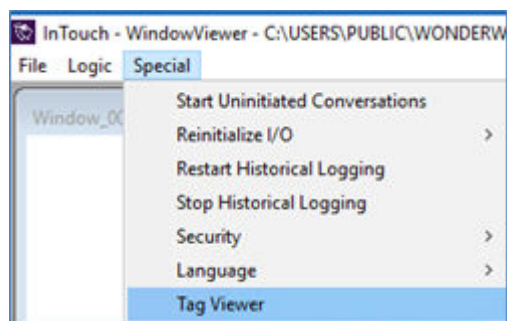 InTouch - WindowViewer - C:\USERS\PUBLIC\WONDERW
File Logic Special
Window_00
Start Uninitiated Conversations
Reinitialize I/O
Restart Historical Logging
Stop Historical Logging
Security
Language
Tag Viewer